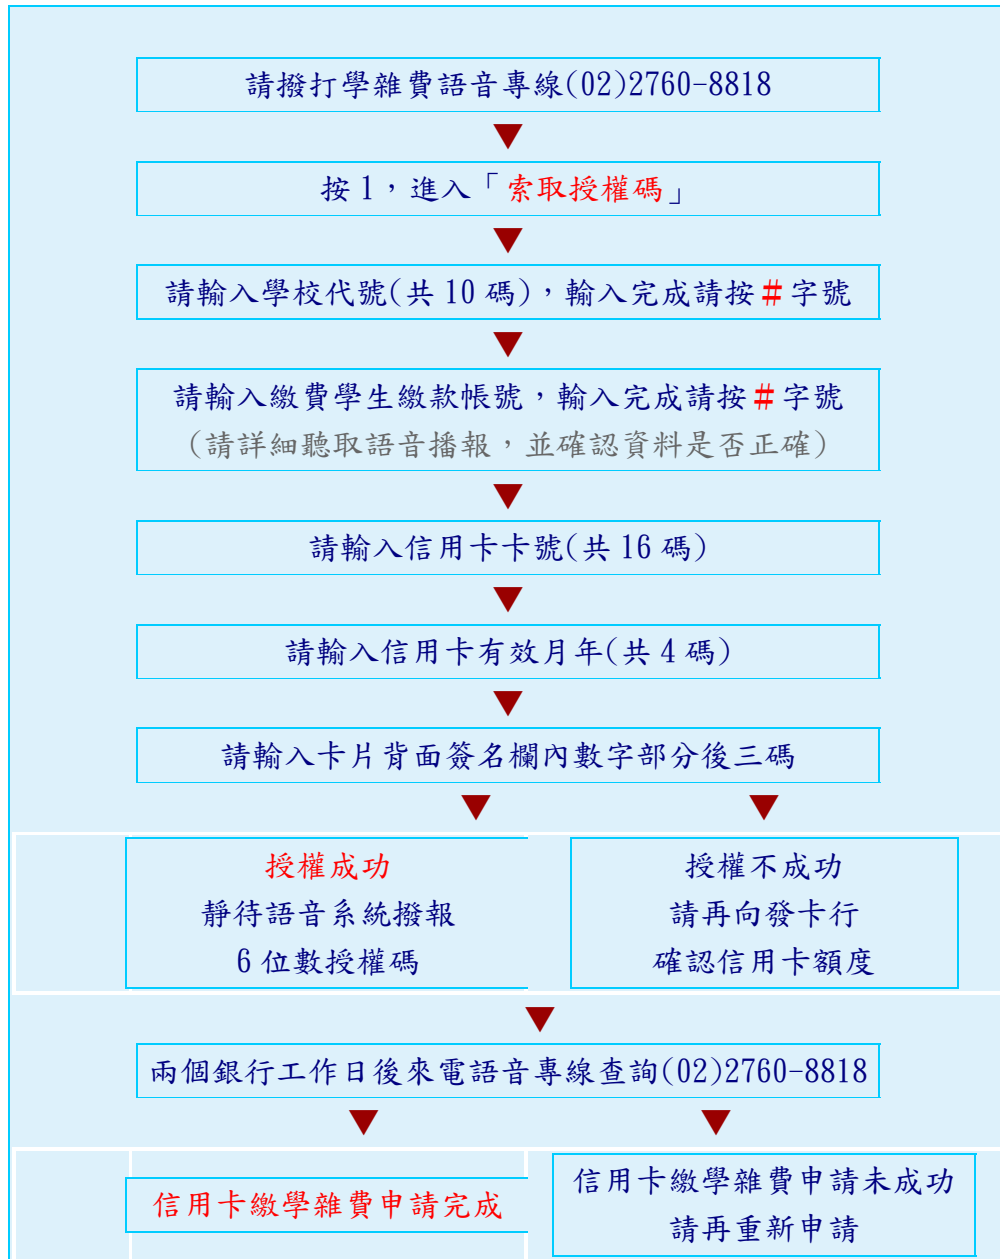 請撥打學雜費語音專線(02)2760-8818
按1，進入「索取授權碼」
請輸入學校代號(共10碼)，輸入完成請按#字號
請輸入繳費學生繳款帳號，輸入完成請按#字號
(請詳細聽取語音播報，並確認資料是否正確)
請輸入信用卡卡號(共16碼)
請輸入信用卡有效月年(共4碼)
請輸入卡片背面簽名欄內數字部分後三碼
授權成功
靜待語音系統撥報
6位數授權碼
授權不成功
請再向發卡行
確認信用卡額度
兩個銀行工作日後來電語音專線查詢(02)2760-8818
信用卡繳學雜費申請完成
信用卡繳學雜費申請未成功
請再重新申請